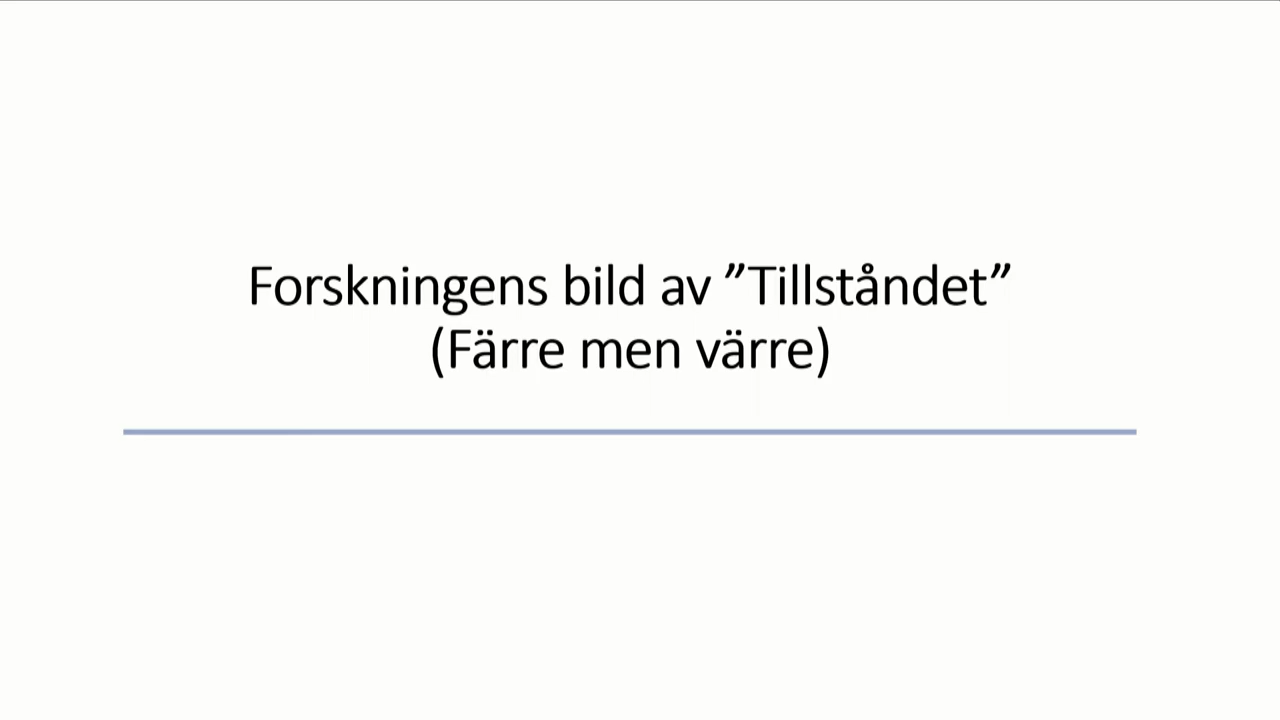 Forskningens bild av ”Tillståndet”
(Färre men värre)